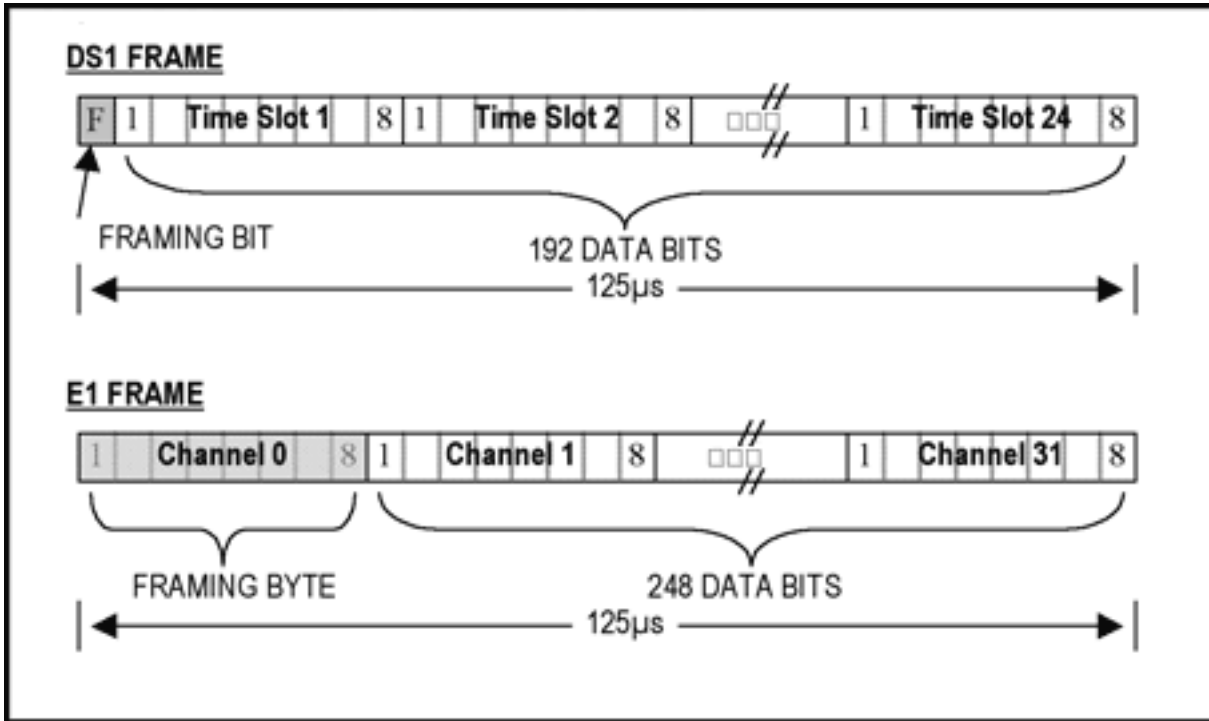 DS1 FRAME
F 1 Time Slot 1 8 1 Time Slot 2 8 □□□ // 1 Time Slot 24 8
//
FRAMING BIT
192 DATA BITS
125µs
E1 FRAME
1 Channel 0 8 1 Channel 1 8 □□□ // 1 Channel 31 8
//
FRAMING BYTE
248 DATA BITS
125µs